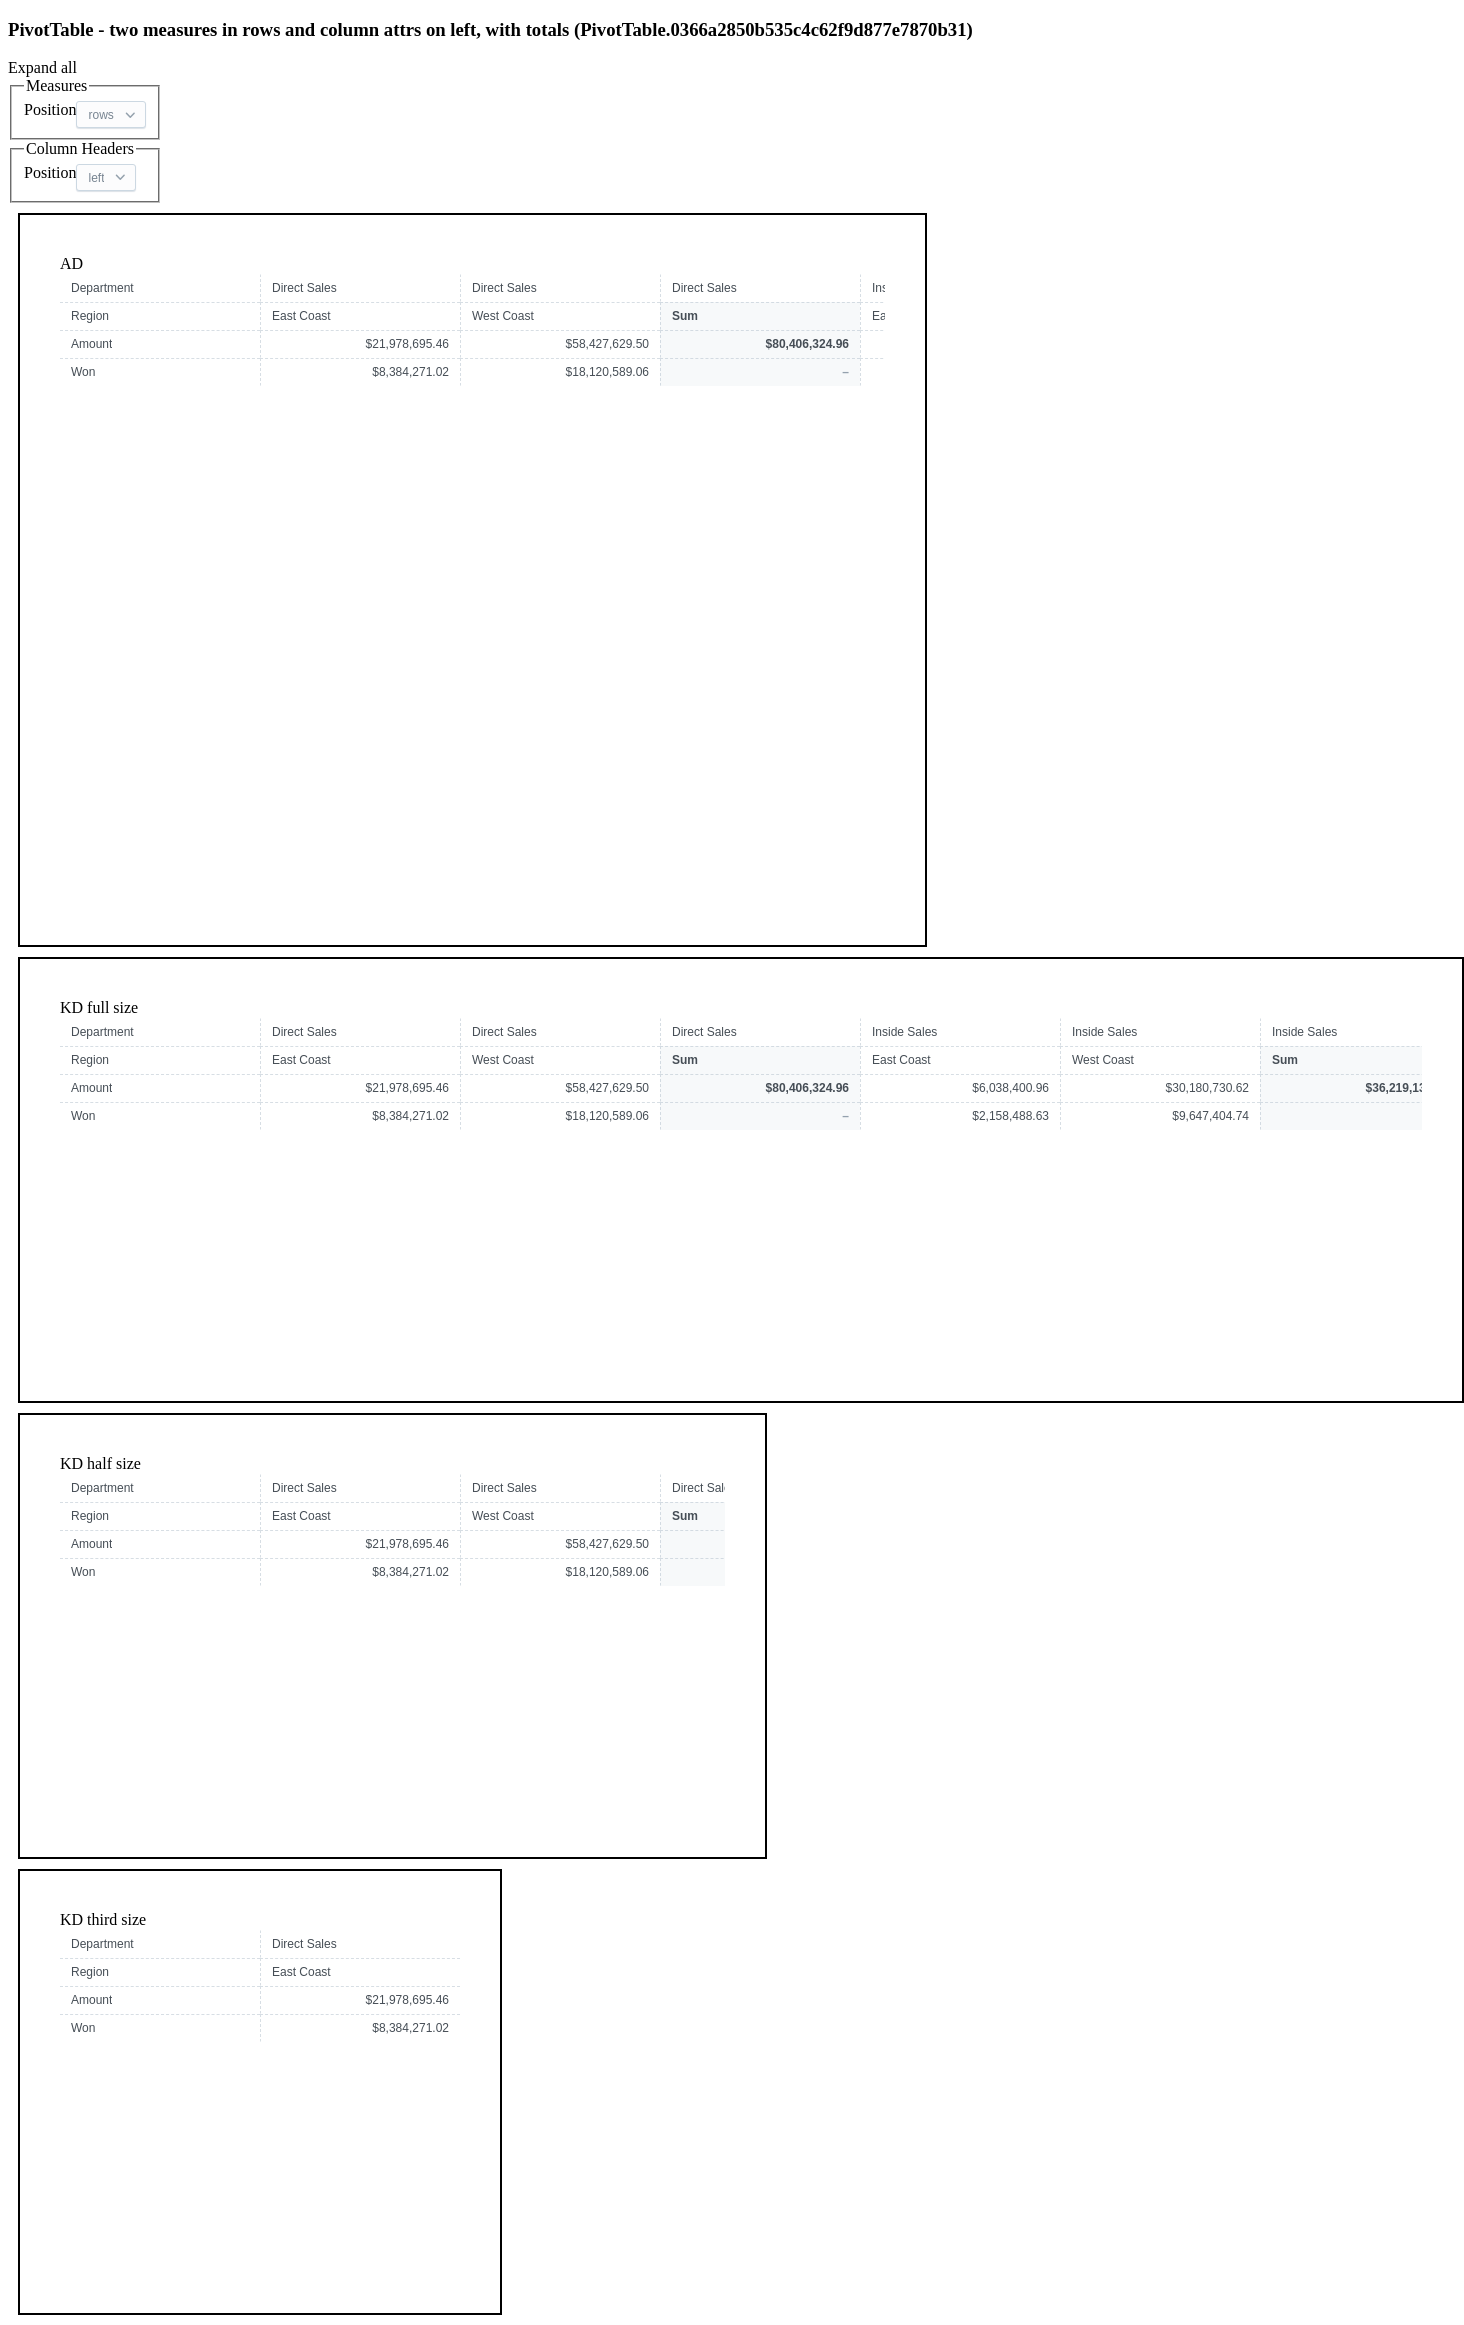 PivotTable - two measures in rows and column attrs on left, with totals (PivotTable.0366a2850b535c4c62f9d877e7870b31)
Expand all
Measures
Position rows
Column Headers
Position left
AD
Department Direct Sales Direct Sales Direct Sales
Region East Coast West Coast Sum
Amount $21,978,695.46 $58,427,629.50 $80,406,324.96
Won $8,384,271.02 $18,120,589.06 –
KD full size
Department Direct Sales Direct Sales Direct Sales Inside Sales Inside Sales Inside Sales
Region East Coast West Coast Sum East Coast West Coast Sum
Amount $21,978,695.46 $58,427,629.50 $80,406,324.96 $6,038,400.96 $30,180,730.62 $36,219,13
Won $8,384,271.02 $18,120,589.06 – $2,158,488.63 $9,647,404.74
KD half size
Department Direct Sales Direct Sales Direct Sal
Region East Coast West Coast Sum
Amount $21,978,695.46 $58,427,629.50
Won $8,384,271.02 $18,120,589.06
KD third size
Department Direct Sales
Region East Coast
Amount $21,978,695.46
Won $8,384,271.02